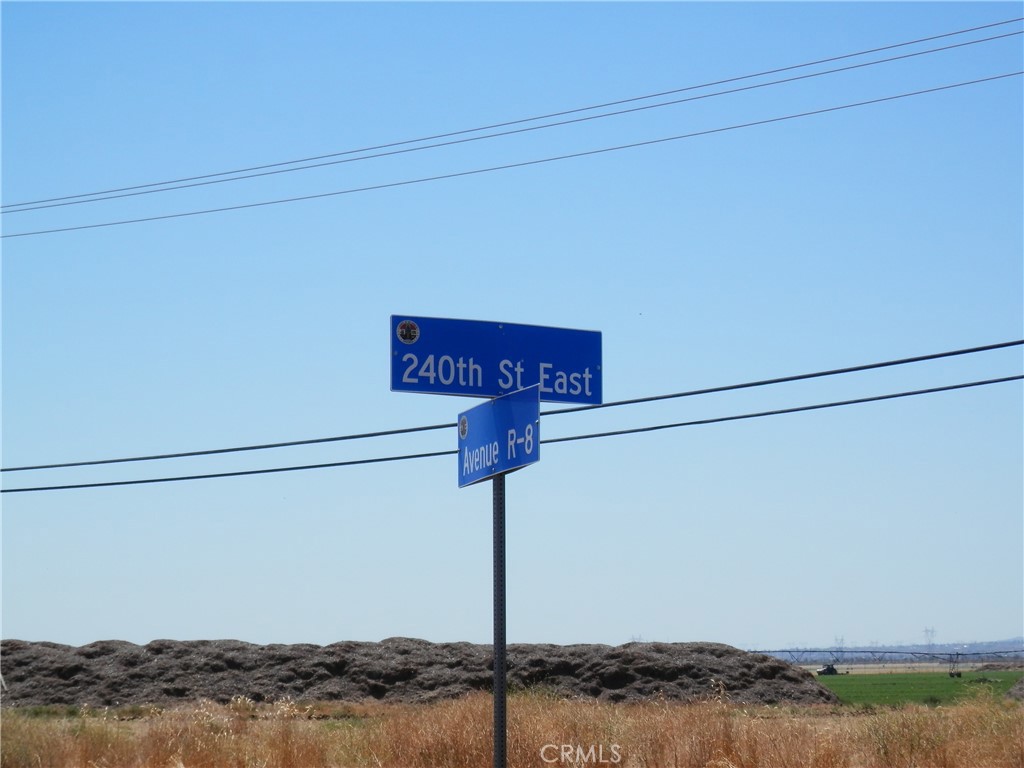 240th St East
Avenue R-8
CRMLS